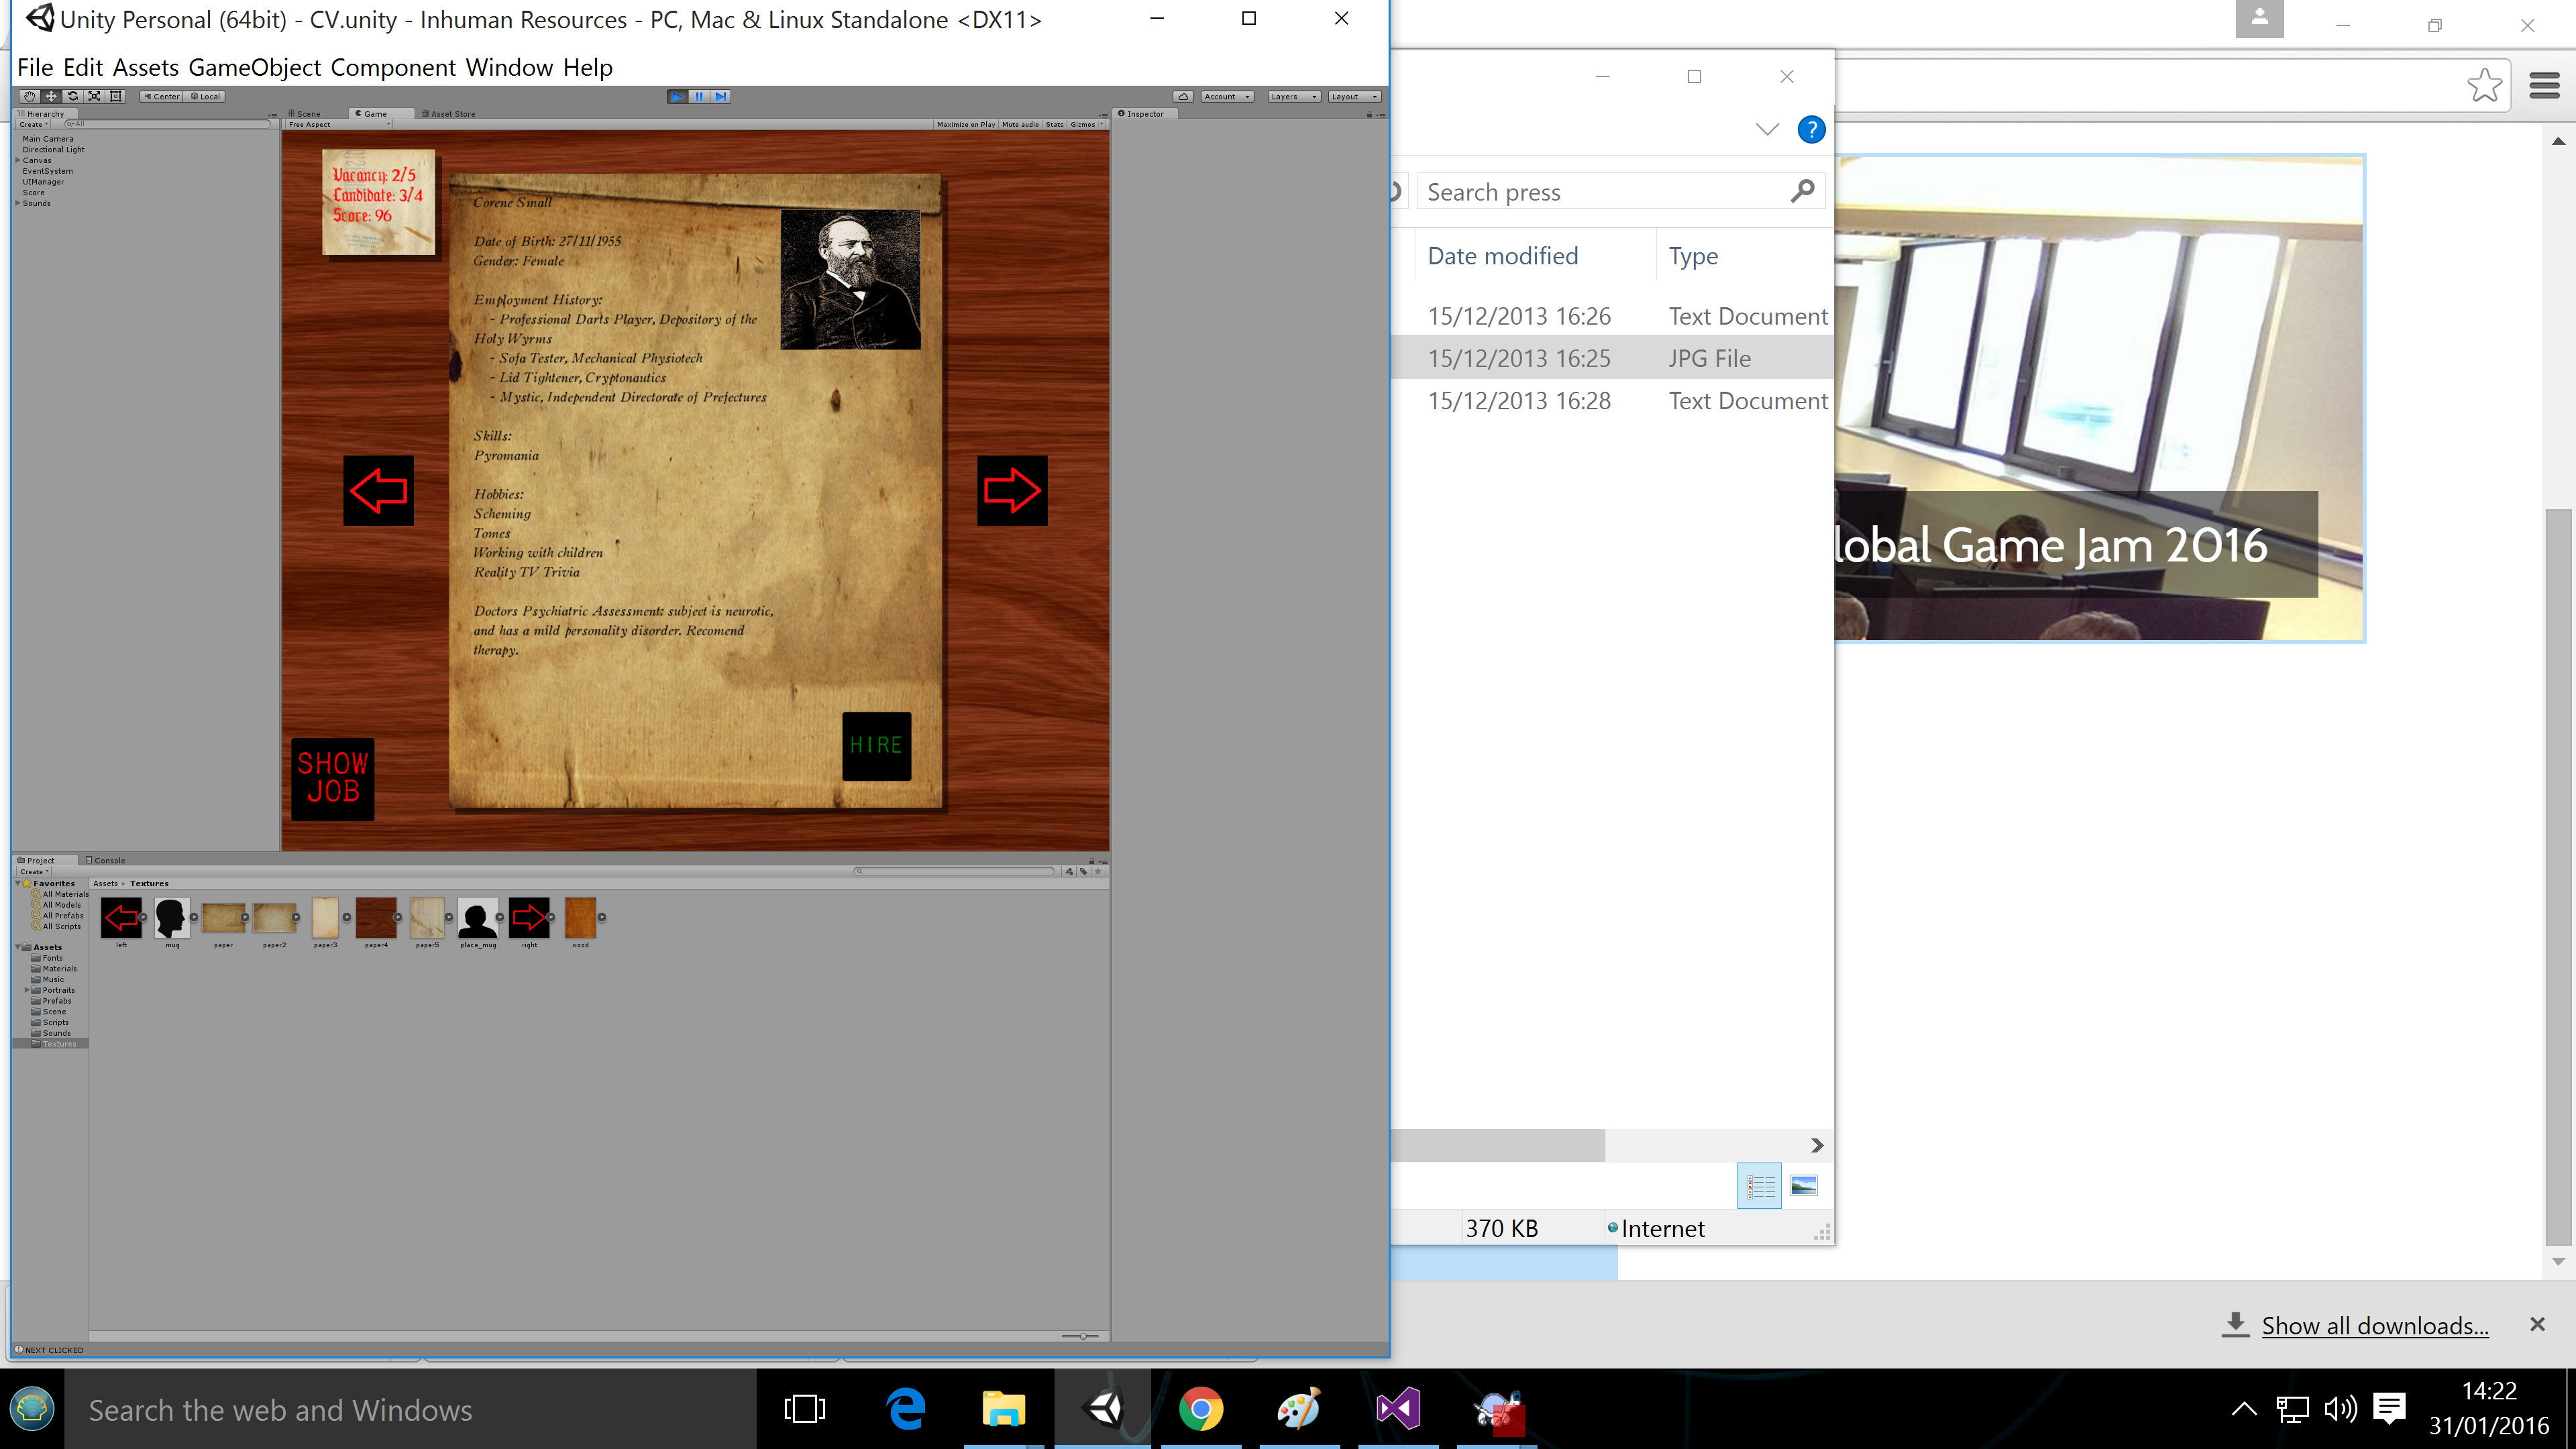 Unity Personal (64bit) - CV.unity - Inhuman Resources - PC, Mac & Linux Standalone <DX11>
File Edit Assets GameObject Component Window Help
Center Local
Account Layers Layout
Hierarchy
Create All
Main Camera
Directional Light
Canvas
EventSystem
UIManager
Score
Sounds
Scene Game Asset Store
Free Aspect
Maximize on Play Mute audio Stats Gizmos
Inspector
Vacancy: 2/5
Candidate: 3/4
Score: 96
Corene Small
Date of Birth: 27/11/1955
Gender: Female
Employment History:
- Professional Darts Player, Depository of the
Holy Wyrms
- Sofa Tester, Mechanical Physiotech
- Lid Tightener, Cryptonautics
- Mystic, Independent Directorate of Prefectures
Skills:
Pyromania
Hobbies:
Scheming
Tomes
Working with children
Reality TV Trivia
Doctors Psychiatric Assessment: subject is neurotic,
and has a mild personality disorder. Recomend
therapy.
HIRE
SHOW
JOB
Project Console
Create
Favorites
All Materials
All Models
All Prefabs
All Scripts
Assets
Fonts
Materials
Music
Portraits
Prefabs
Scene
Scripts
Sounds
Textures
Assets Textures
left mug paper paper2 paper3 paper4 paper5 place_mug right wood
NEXT CLICKED
Search press
Date modified Type
15/12/2013 16:26 Text Document
15/12/2013 16:25 JPG File
15/12/2013 16:28 Text Document
370 KB Internet
lobal Game Jam 2016
Show all downloads...
Search the web and Windows
14:22
31/01/2016